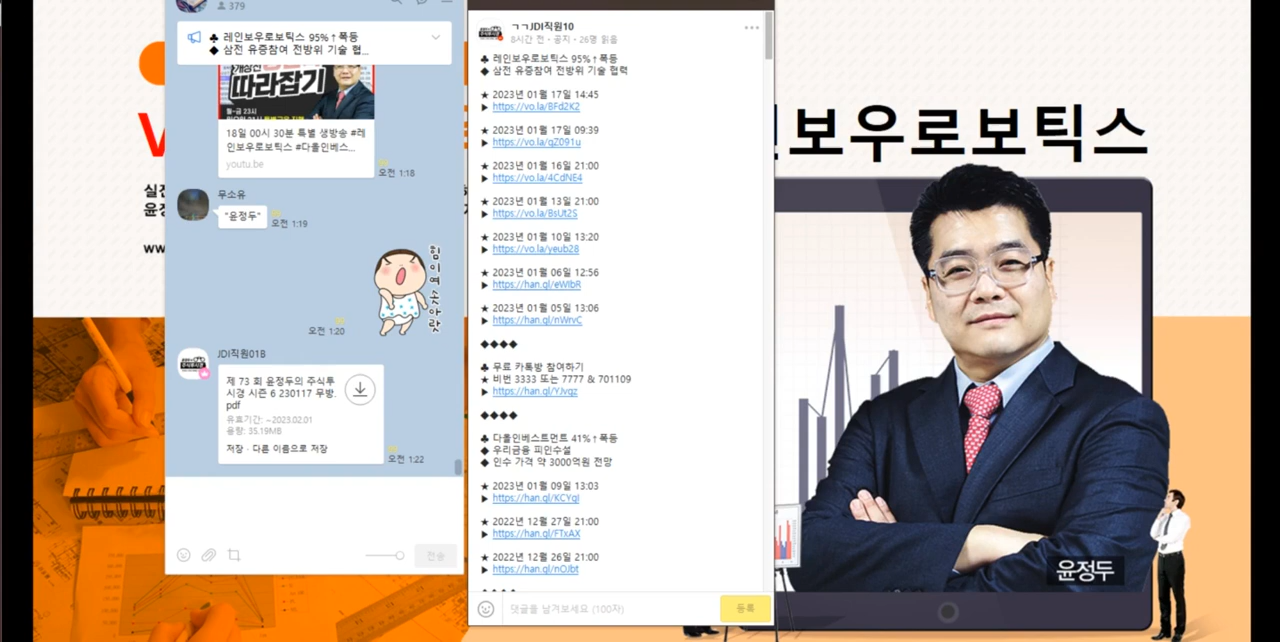 379
♣ 레인보우로보틱스 95%↑폭등
◆ 삼전 유증참여 전방위 기술 협...
따라잡기
월~금 23시
18일 00시 30분 특별 생방송 #레
인보우로보틱스 #다올인베스...
youtu.be
오전 1:18
무소유
"윤정두"
오전 1:19
힘이여 솟아랏
오전 1:20
JDI직원01B
제 73 회 윤정두의 주식투
시경 시즌 6 230117 무방.
pdf
유효기간: ~2023.02.01
용량: 35.19MB
저장 · 다른 이름으로 저장
오전 1:22
전송
ㄱㄱJDI직원10
8시간 전 · 공지 · 26명 읽음
♣ 레인보우로보틱스 95%↑폭등
◆ 삼전 유증참여 전방위 기술 협력
★ 2023년 01월 17일 14:45
▶ https://vo.la/BFd2K2
★ 2023년 01월 17일 09:39
▶ https://vo.la/qZ091u
★ 2023년 01월 16일 21:00
▶ https://vo.la/4CdNE4
★ 2023년 01월 13일 21:00
▶ https://vo.la/BsUt2S
★ 2023년 01월 10일 13:20
▶ https://vo.la/yeub28
★ 2023년 01월 06일 12:56
▶ https://han.gl/eWlbR
★ 2023년 01월 05일 13:06
▶ https://han.gl/nWrvC
◆◆◆◆
♣ 무료 카톡방 참여하기
★ 비번 3333 또는 7777 & 701109
▶ https://han.gl/YJvqz
◆◆◆◆
♣ 다올인베스트먼트 41%↑폭등
◆ 우리금융 피인수설
◆ 인수 가격 약 3000억원 전망
★ 2023년 01월 09일 13:03
▶ https://han.gl/KCYqI
★ 2022년 12월 27일 21:00
▶ https://han.gl/FTxAX
★ 2022년 12월 26일 21:00
▶ https://han.gl/nOJbt
댓글을 남겨보세요 (100자)
등록
보우로보틱스
윤정두